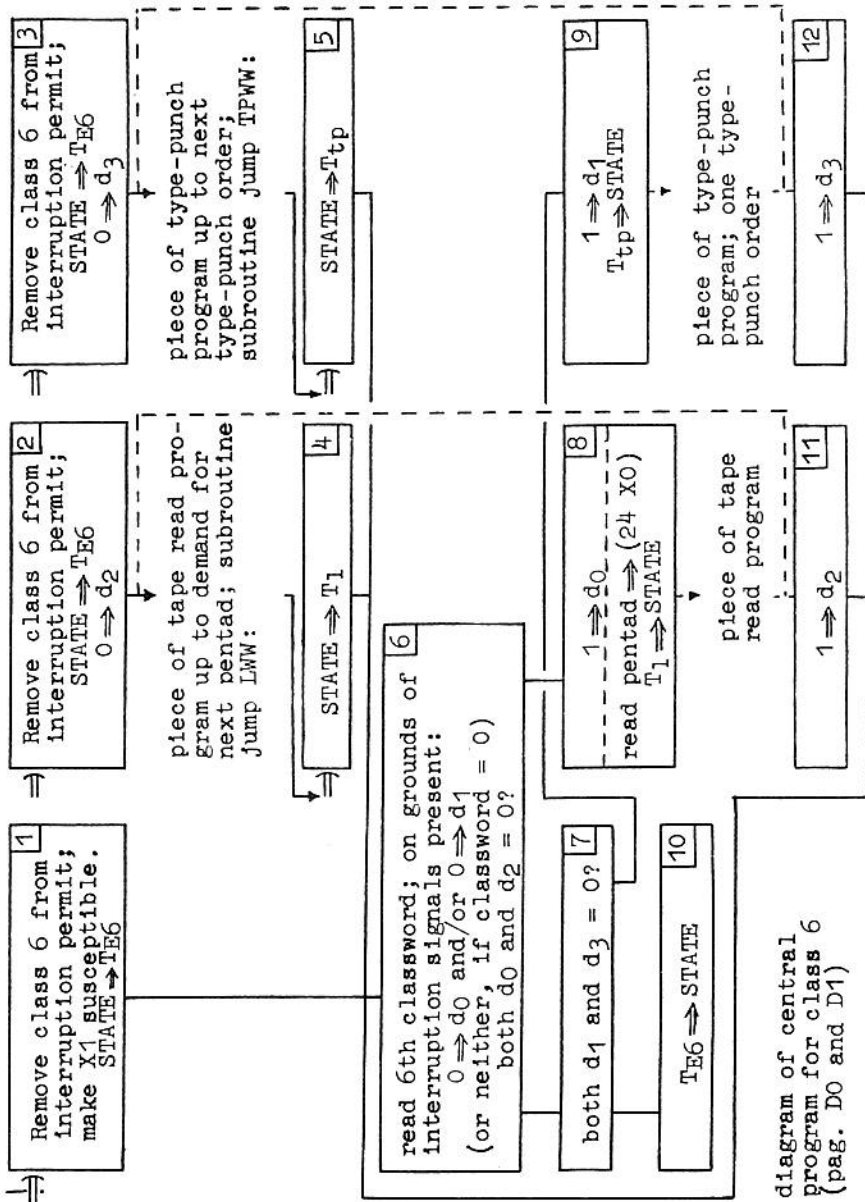 1
Remove class 6 from
interruption permit;
make X1 susceptible.
STATE ⇒ TE6
2
Remove class 6 from
interruption permit;
STATE ⇒ TE6
0 ⇒ d2
3
Remove class 6 from
interruption permit;
STATE ⇒ TE6
0 ⇒ d3
piece of tape read pro-
gram up to demand for
next pentad; subroutine
jump LWW:
piece of type-punch
program up to next
type-punch order;
subroutine jump TPWW:
4
STATE ⇒ Tl
5
STATE ⇒ Ttp
6
read 6th classword; on grounds of
interruption signals present:
0 ⇒ d0 and/or 0 ⇒ d1
(or neither, if classword = 0)
both d0 and d2 = 0?
7
both d1 and d3 = 0?
8
1 ⇒ d0
read pentad ⇒ (24 X0)
Tl ⇒ STATE
9
1 ⇒ d1
Ttp ⇒ STATE
piece of tape
read program
piece of type-punch
program; one type-
punch order
10
TE6 ⇒ STATE
11
1 ⇒ d2
12
1 ⇒ d3
diagram of central
program for class 6
(pag. D0 and D1)